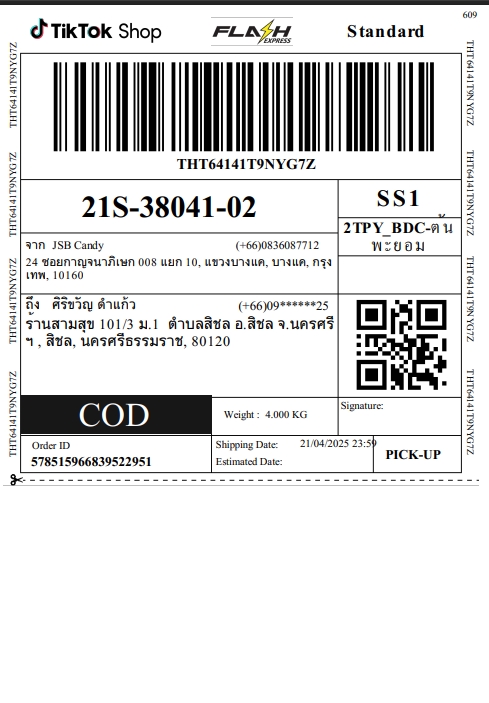 609
TikTok Shop
FLASH EXPRESS
Standard
THT64141T9NYG7Z
THT64141T9NYG7Z
THT64141T9NYG7Z
THT64141T9NYG7Z
THT64141T9NYG7Z
21S-38041-02
SS1
2TPY_BDC-ต้น
พะยอม
จาก JSB Candy (+66)0836087712
24 ซอยกาญจนาภิเษก 008 แยก 10, แขวงบางแค, บางแค, กรุง
เทพ, 10160
ถึง ศิริขวัญ ดำแก้ว (+66)09******25
ร้านสามสุข 101/3 ม.1 ตำบลสิชล อ.สิชล จ.นครศรี
ฯ , สิชล, นครศรีธรรมราช, 80120
COD
Weight : 4.000 KG
Signature:
Order ID
578515966839522951
Shipping Date: 21/04/2025 23:59
Estimated Date:
PICK-UP
THT64141T9NYG7Z
THT64141T9NYG7Z
THT64141T9NYG7Z
THT64141T9NYG7Z